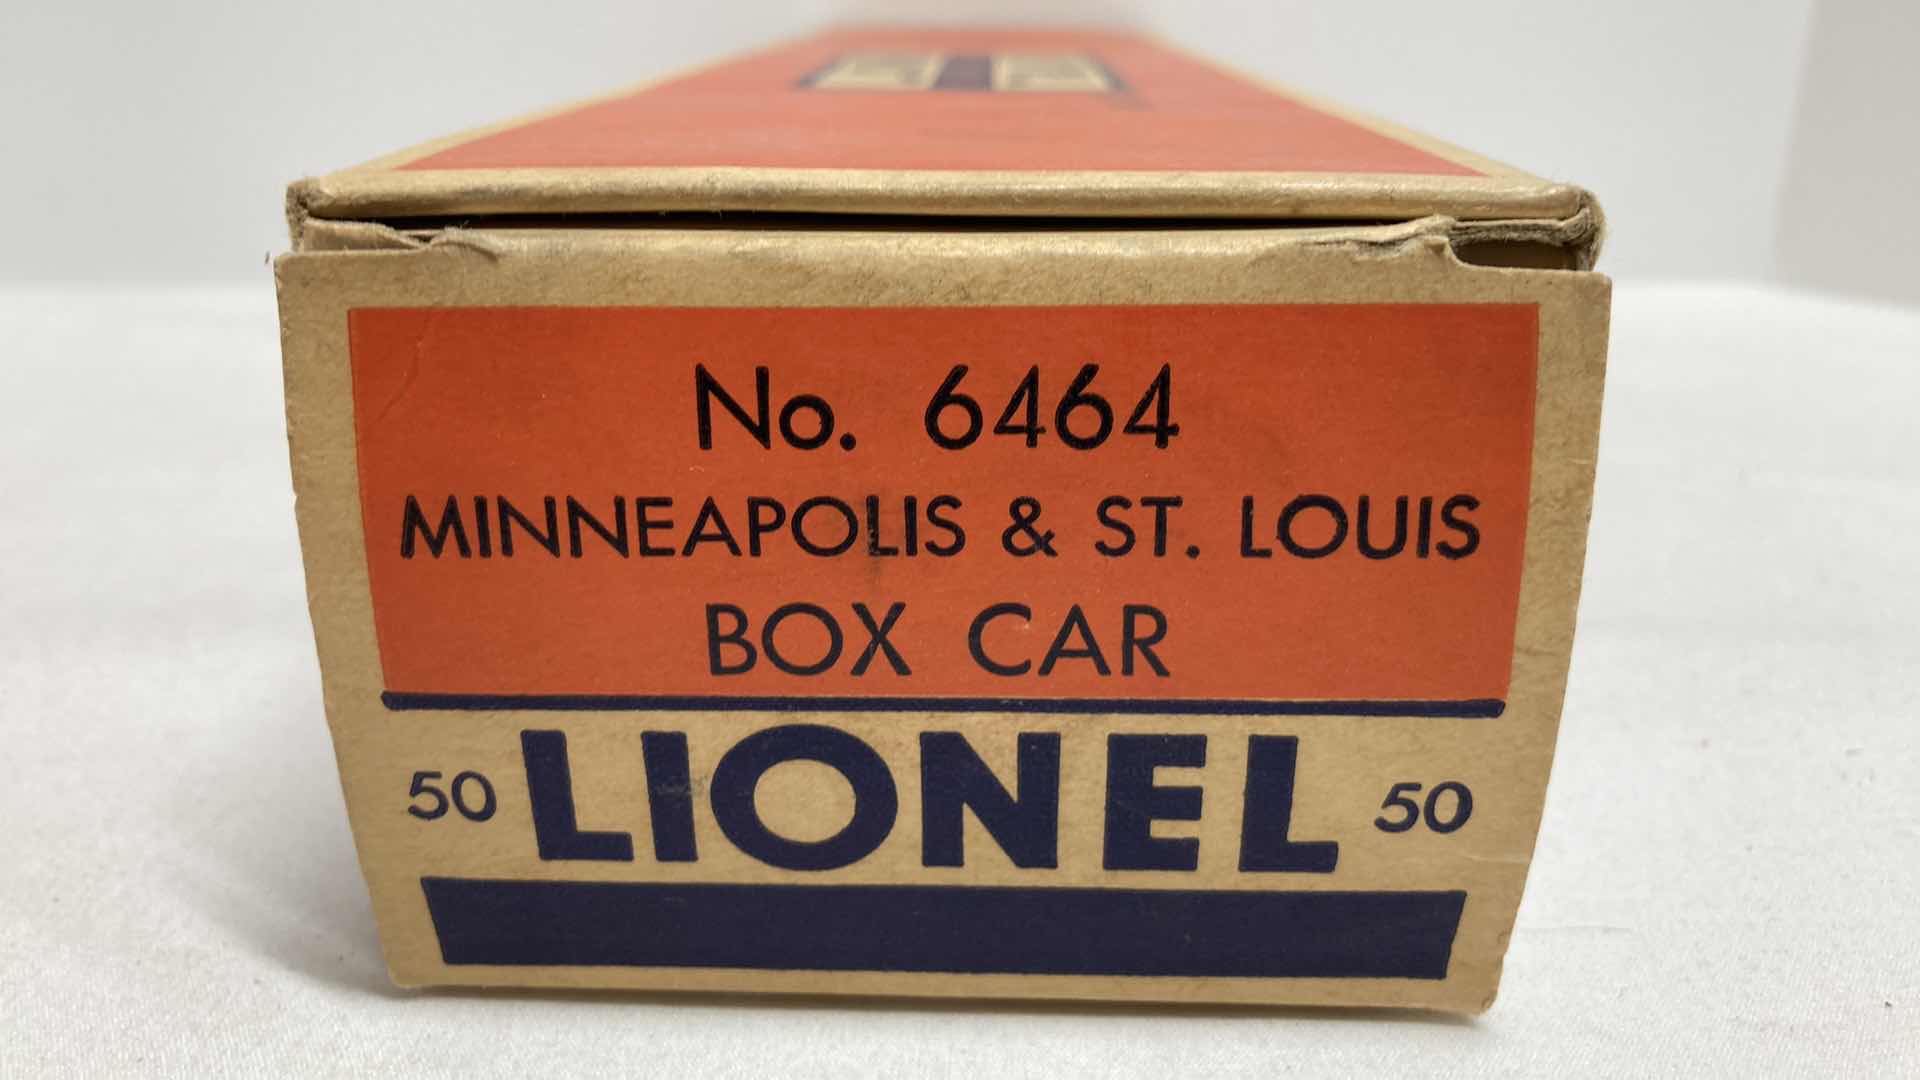 No. 6464
MINNEAPOLIS & ST. LOUIS
BOX CAR
50 LIONEL 50